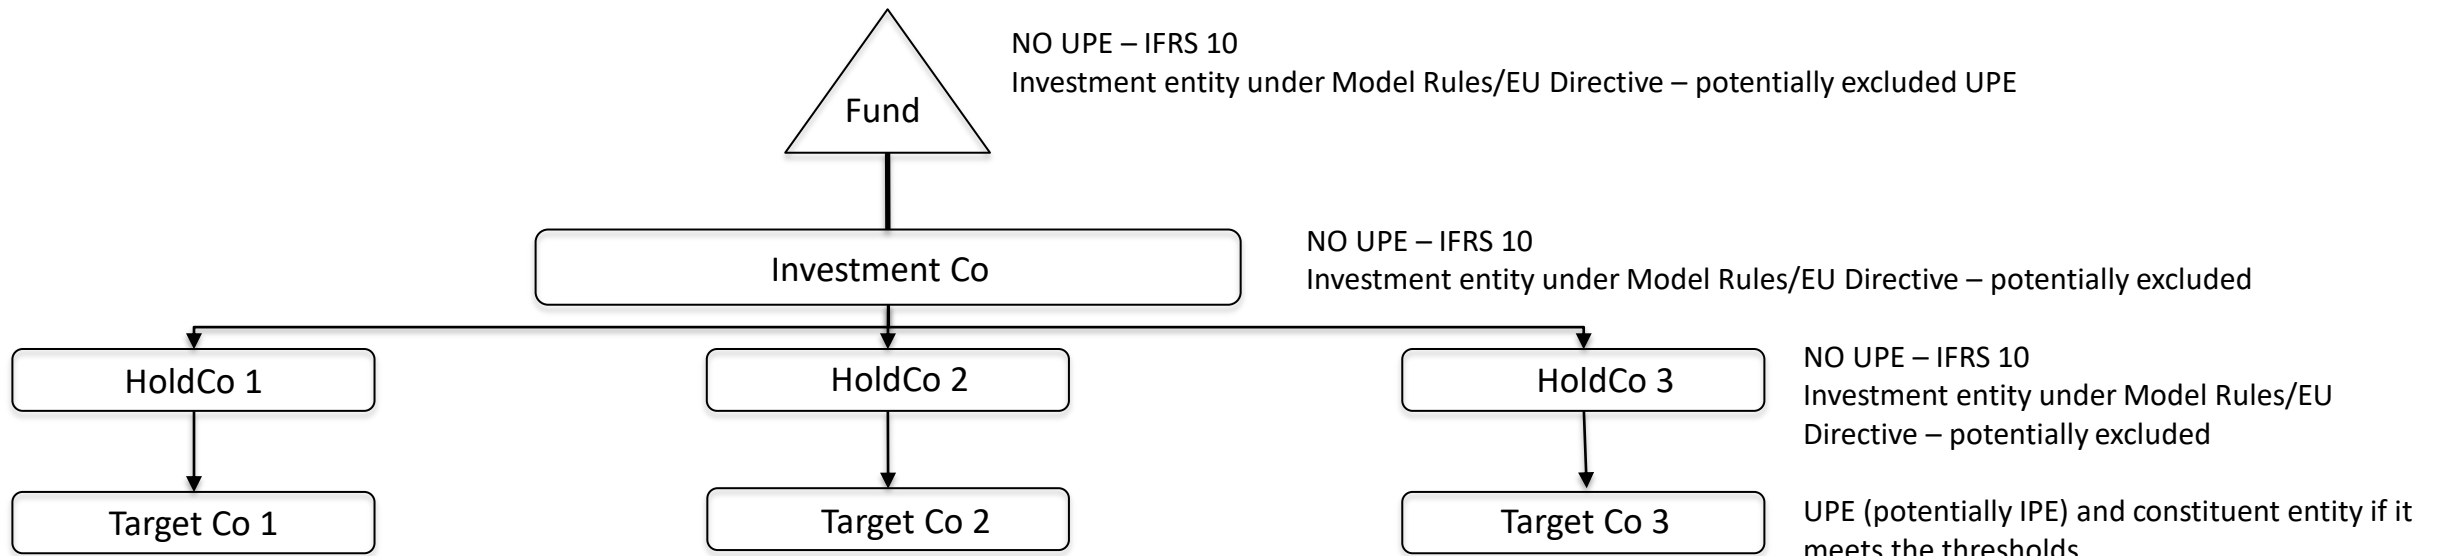 NO UPE – IFRS 10
Investment entity under Model Rules/EU Directive – potentially excluded UPE
Fund
NO UPE – IFRS 10
Investment Co
Investment entity under Model Rules/EU Directive – potentially excluded
HoldCo 1
HoldCo 2
HoldCo 3
NO UPE – IFRS 10
Investment entity under Model Rules/EU
Directive – potentially excluded
Target Co 1
Target Co 2
Target Co 3
UPE (potentially IPE) and constituent entity if it
meets the thresholds